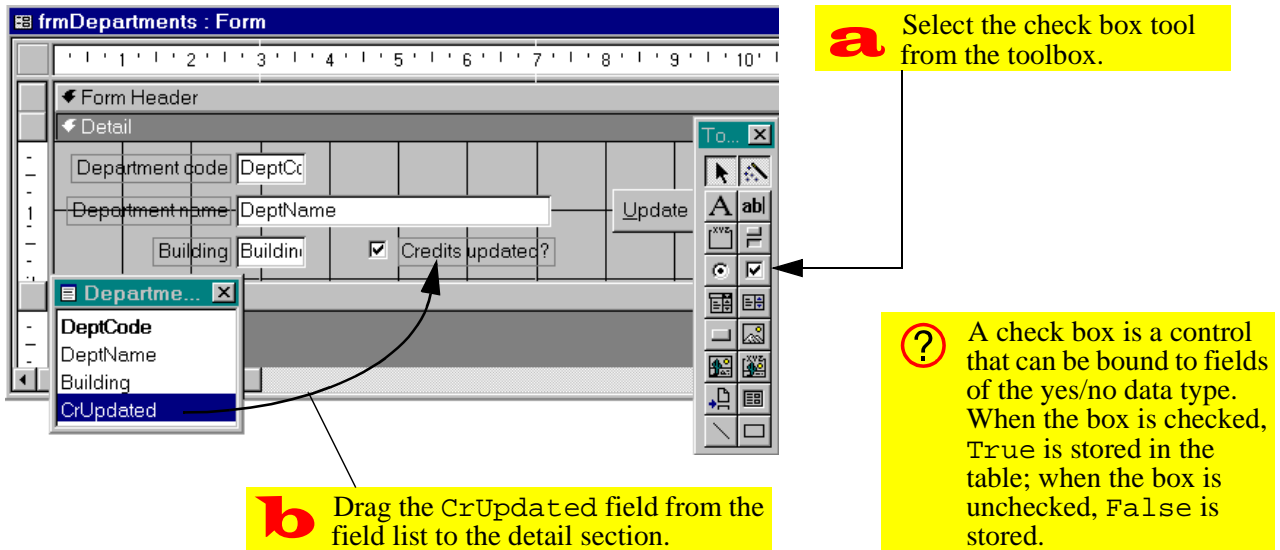 frmDepartments : Form
1 2 3 4 5 6 7 8 9 10
Form Header
Detail
Department code DeptCo
Department name DeptName
Update
Building Buildin
Credits updated?
1
To...
A ab|
XYZ
XYZ
Departme...
DeptCode
DeptName
Building
CrUpdated
a Select the check box tool
from the toolbox.
? A check box is a control
that can be bound to fields
of the yes/no data type.
When the box is checked,
True is stored in the
table; when the box is
unchecked, False is
stored.
b Drag the CrUpdated field from the
field list to the detail section.